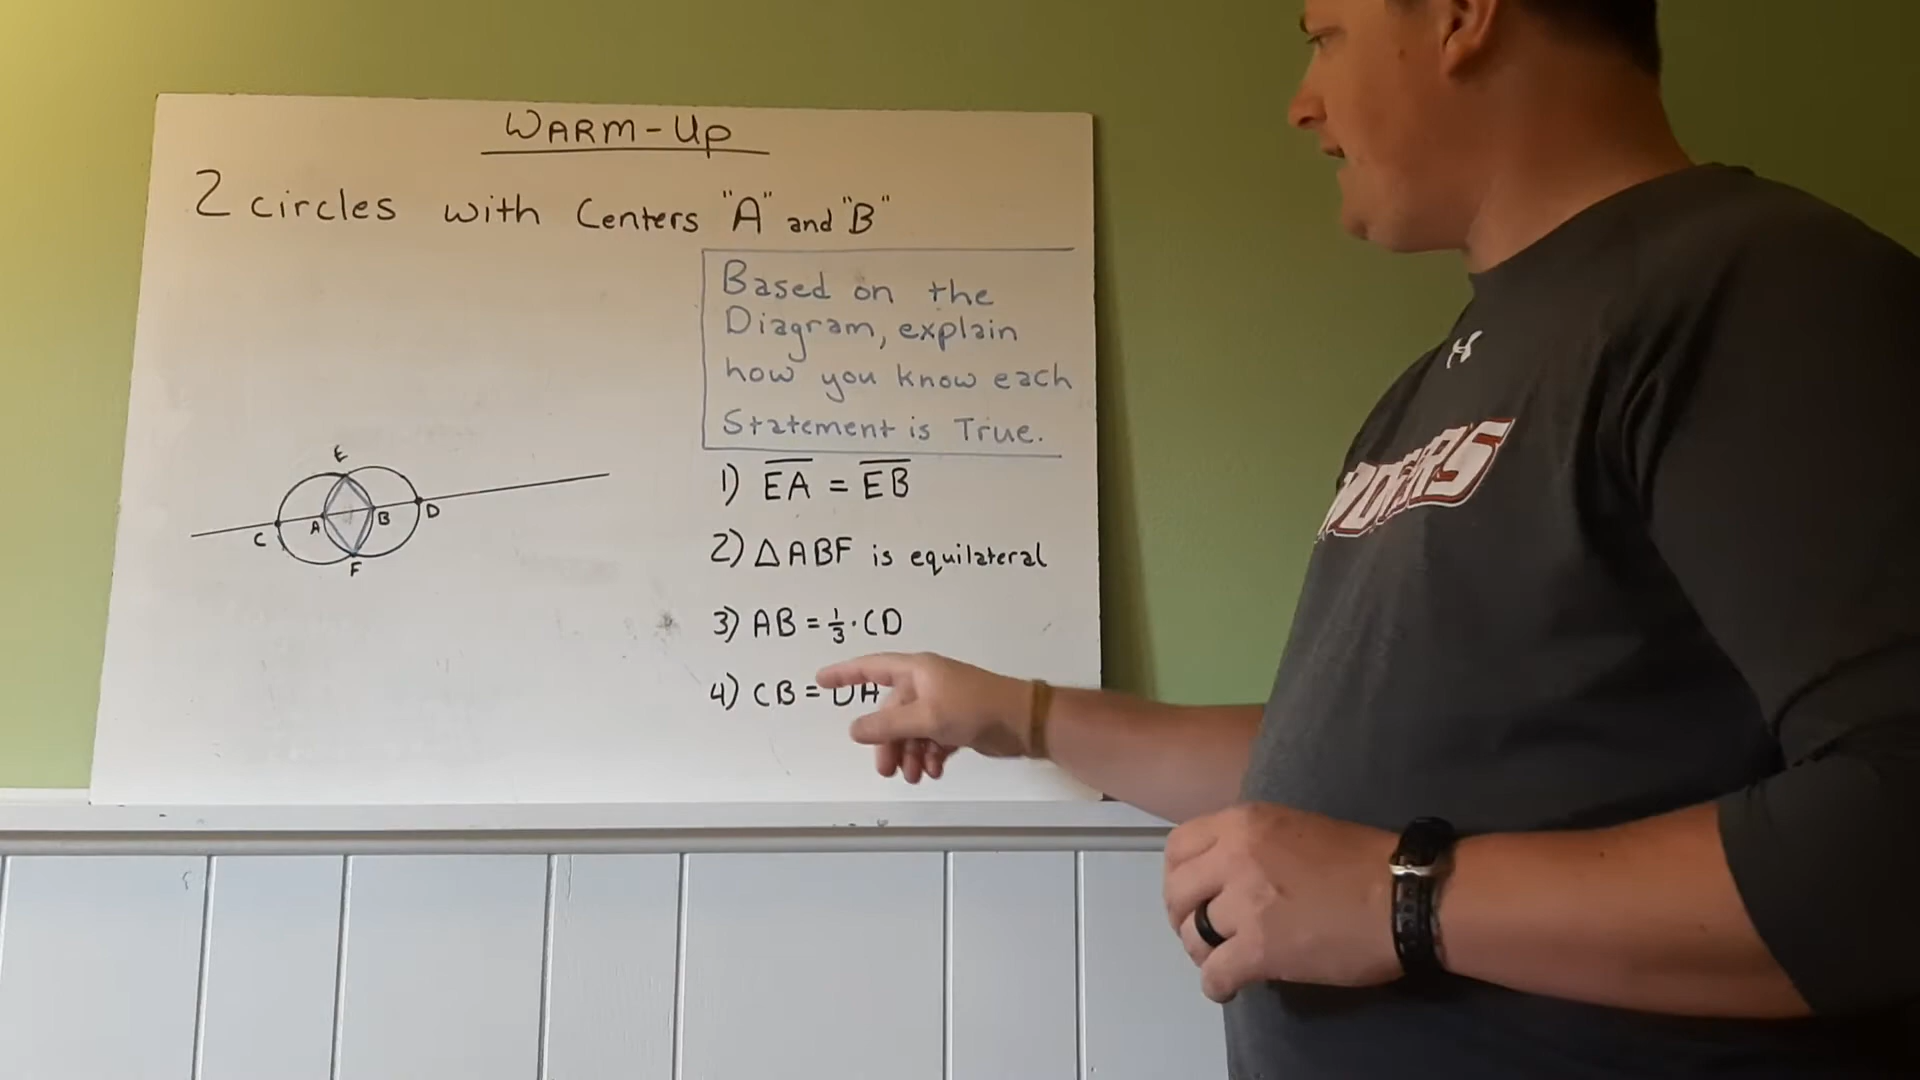 WARM-UP
2 circles with Centers "A" and "B"
Based on the
Diagram, explain
how you know each
Statement is True.
1) EA = EB
2) △ABF is equilateral
3) AB = 1/3 · CD
4) CB = DA
E
A
B
D
C
F